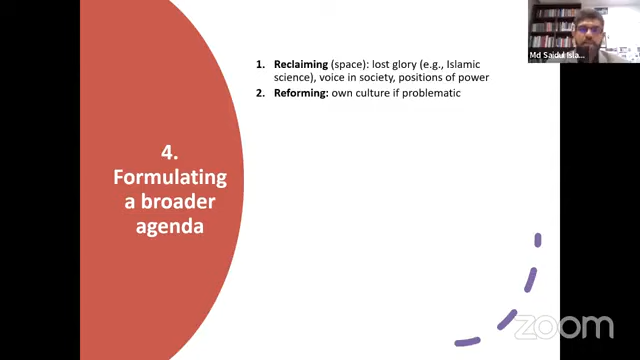 Md Saidul Isla...
1. Reclaiming (space): lost glory (e.g., Islamic
science), voice in society, positions of power
2. Reforming: own culture if problematic
4.
Formulating
a broader
agenda
zoom